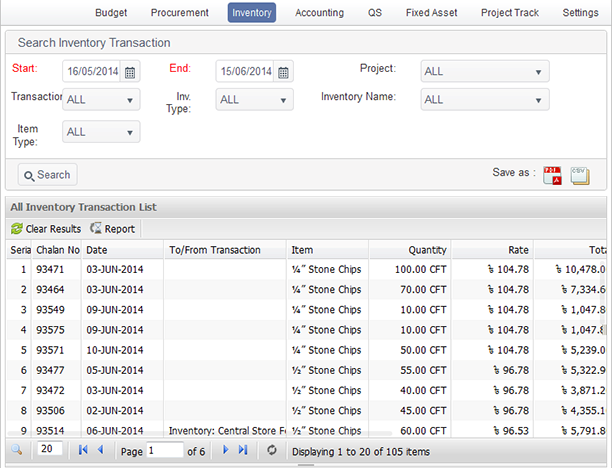 Budget Procurement Inventory Accounting QS Fixed Asset Project Track Settings
Search Inventory Transaction
Start: 16/05/2014 End: 15/06/2014 Project: ALL
Transaction ALL Inv. Type: ALL Inventory Name: ALL
Item Type: ALL
Search Save as : PDF CSV
All Inventory Transaction List
Clear Results Report
Seria Chalan No Date To/From Transaction Item Quantity Rate Tota
1 93471 03-JUN-2014 ¼″ Stone Chips 100.00 CFT ৳ 104.78 ৳ 10,478.0
2 93464 03-JUN-2014 ¼″ Stone Chips 70.00 CFT ৳ 104.78 ৳ 7,334.6
3 93549 09-JUN-2014 ¼″ Stone Chips 10.00 CFT ৳ 104.78 ৳ 1,047.8
4 93575 09-JUN-2014 ¼″ Stone Chips 10.00 CFT ৳ 104.78 ৳ 1,047.8
5 93571 10-JUN-2014 ¼″ Stone Chips 50.00 CFT ৳ 104.78 ৳ 5,239.0
6 93477 05-JUN-2014 ½″ Stone Chips 55.00 CFT ৳ 96.78 ৳ 5,322.9
7 93472 03-JUN-2014 ½″ Stone Chips 40.00 CFT ৳ 96.78 ৳ 3,871.2
8 93506 02-JUN-2014 ½″ Stone Chips 45.00 CFT ৳ 96.78 ৳ 4,355.1
9 93514 06-JUN-2014 Inventory: Central Store Fe ½″ Stone Chips 60.00 CFT ৳ 96.53 ৳ 5,791.8
20 Page 1 of 6 Displaying 1 to 20 of 105 items